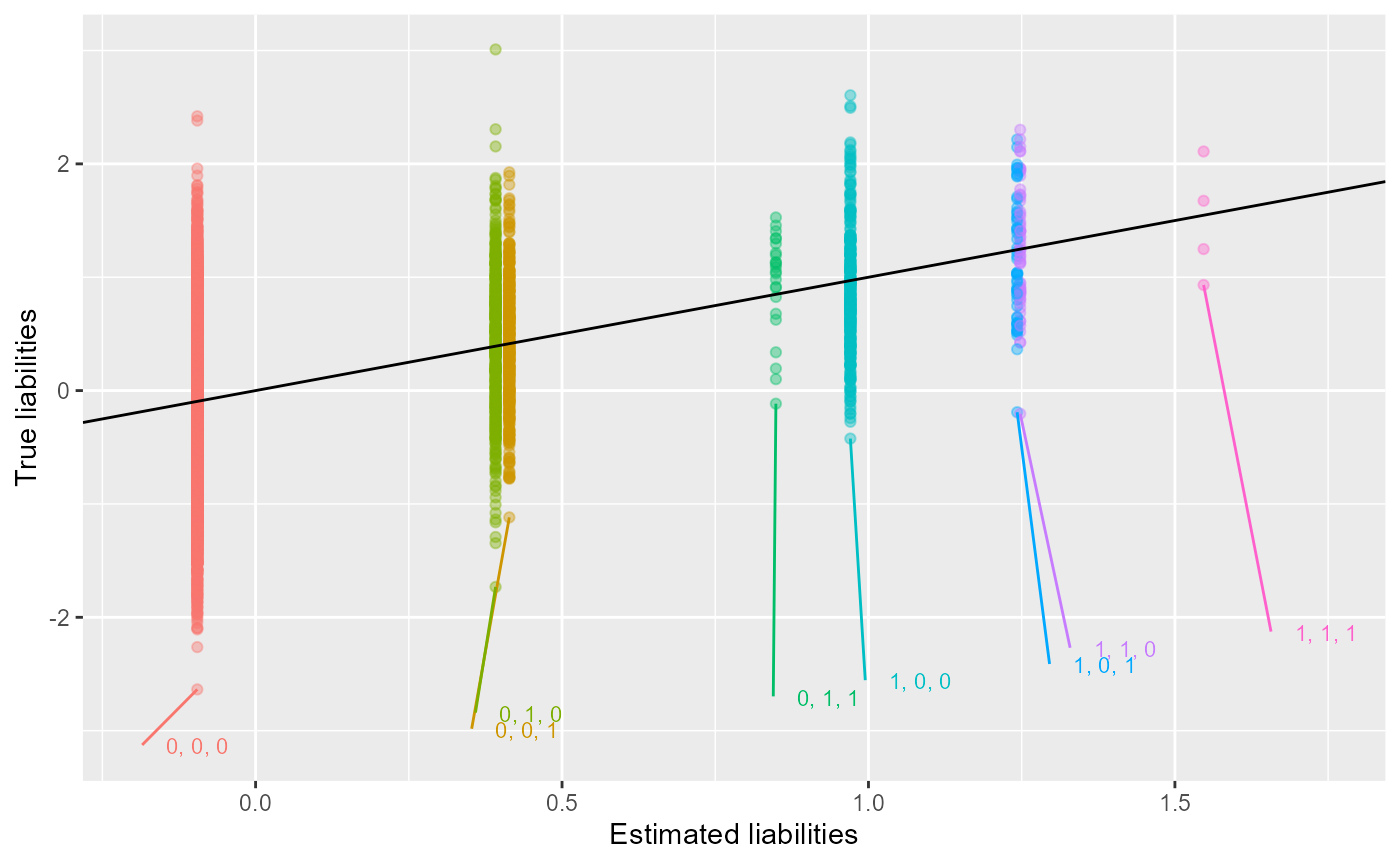 2
0
-2
True liabilities
1, 1, 1
1, 1, 0
1, 0, 1
1, 0, 0
0, 1, 1
0, 1, 0
0, 0, 1
0, 0, 0
0.0 0.5 1.0 1.5
Estimated liabilities